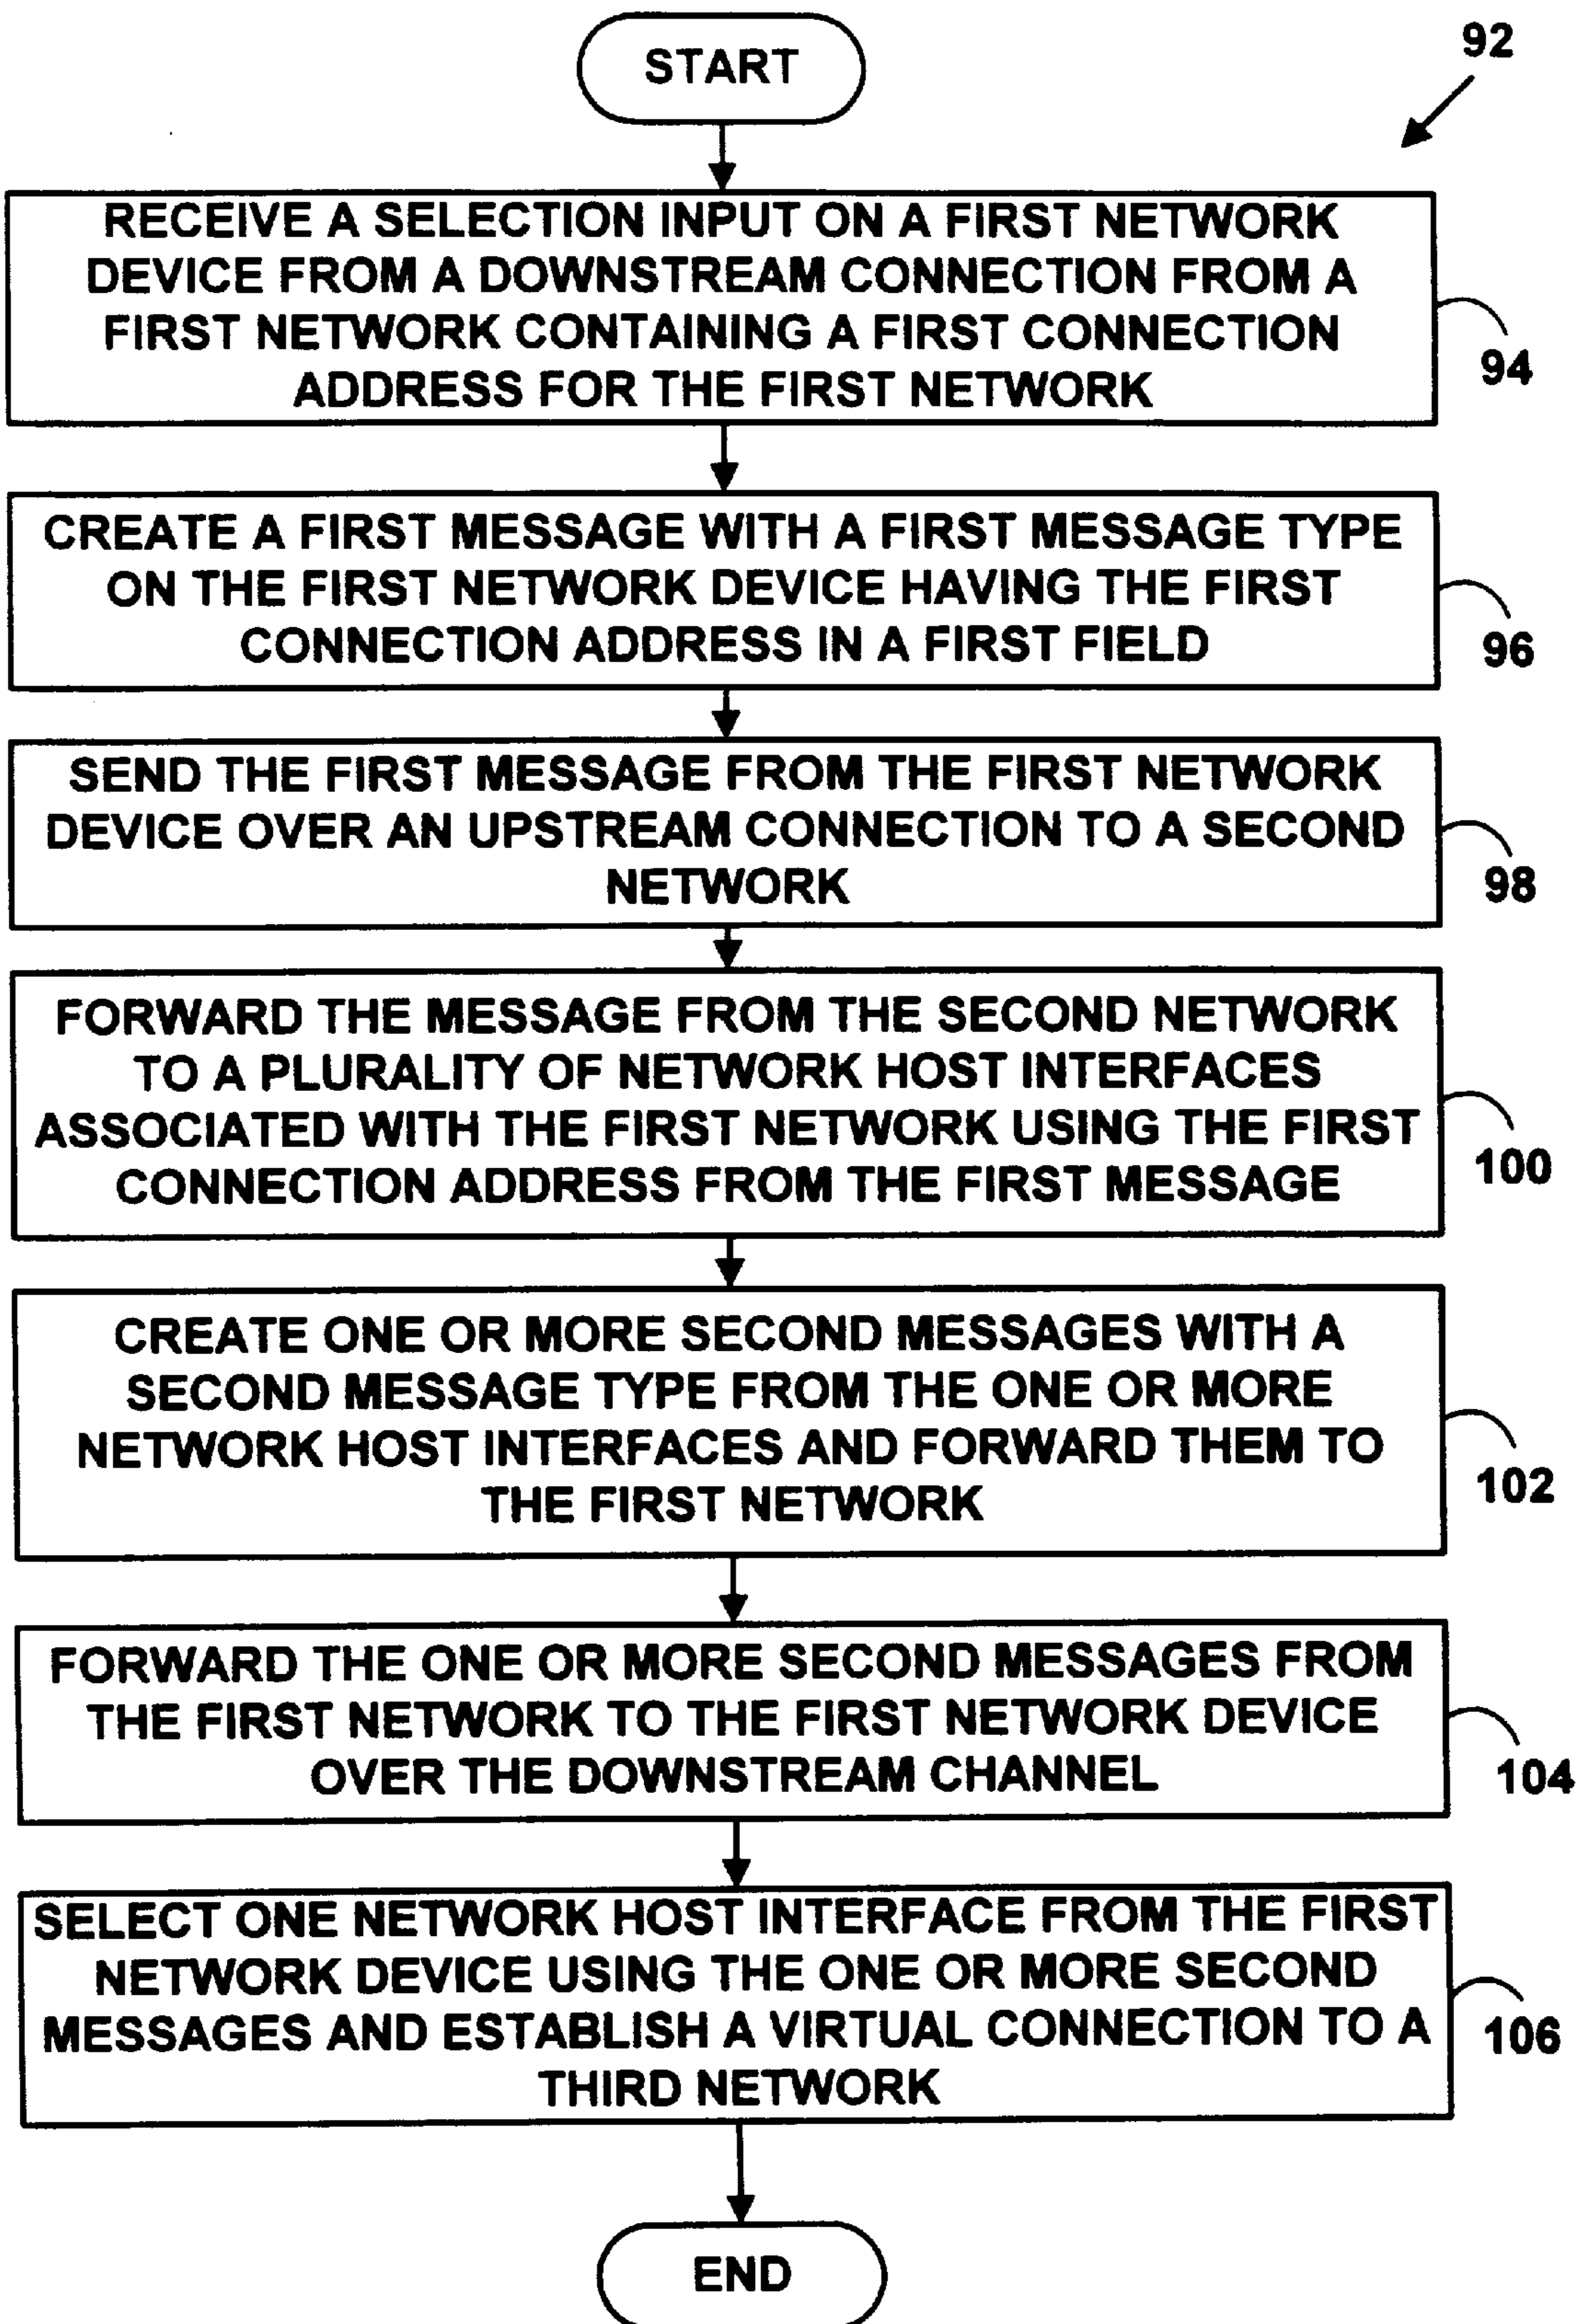 START
92
RECEIVE A SELECTION INPUT ON A FIRST NETWORK
DEVICE FROM A DOWNSTREAM CONNECTION FROM A
FIRST NETWORK CONTAINING A FIRST CONNECTION
ADDRESS FOR THE FIRST NETWORK
94
CREATE A FIRST MESSAGE WITH A FIRST MESSAGE TYPE
ON THE FIRST NETWORK DEVICE HAVING THE FIRST
CONNECTION ADDRESS IN A FIRST FIELD
96
SEND THE FIRST MESSAGE FROM THE FIRST NETWORK
DEVICE OVER AN UPSTREAM CONNECTION TO A SECOND
NETWORK
98
FORWARD THE MESSAGE FROM THE SECOND NETWORK
TO A PLURALITY OF NETWORK HOST INTERFACES
ASSOCIATED WITH THE FIRST NETWORK USING THE FIRST
CONNECTION ADDRESS FROM THE FIRST MESSAGE
100
CREATE ONE OR MORE SECOND MESSAGES WITH A
SECOND MESSAGE TYPE FROM THE ONE OR MORE
NETWORK HOST INTERFACES AND FORWARD THEM TO
THE FIRST NETWORK
102
FORWARD THE ONE OR MORE SECOND MESSAGES FROM
THE FIRST NETWORK TO THE FIRST NETWORK DEVICE
OVER THE DOWNSTREAM CHANNEL
104
SELECT ONE NETWORK HOST INTERFACE FROM THE FIRST
NETWORK DEVICE USING THE ONE OR MORE SECOND
MESSAGES AND ESTABLISH A VIRTUAL CONNECTION TO A
THIRD NETWORK
106
END